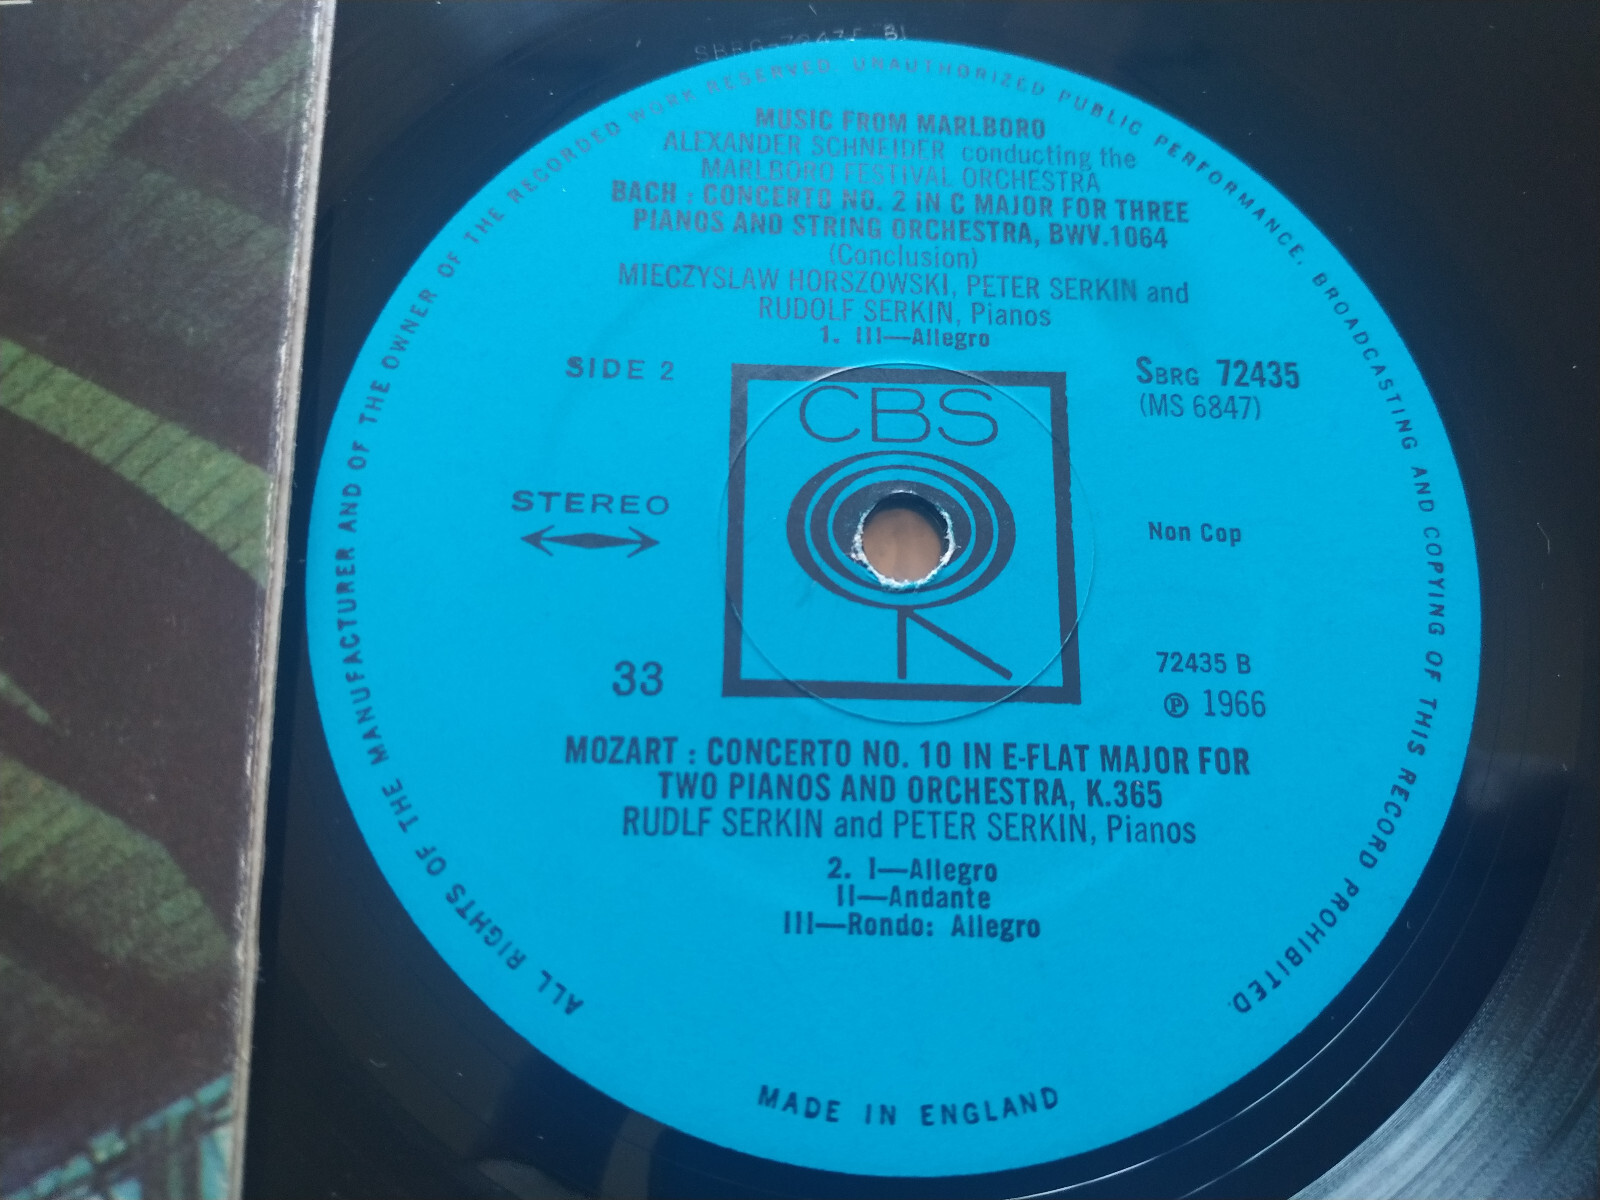 SBRG-72435 B1
ALL RIGHTS OF THE MANUFACTURER AND OF THE OWNER OF THE RECORDED WORK RESERVED. UNAUTHORIZED PUBLIC PERFORMANCE, BROADCASTING AND COPYING OF THIS RECORD PROHIBITED.
MUSIC FROM MARLBORO
ALEXANDER SCHNEIDER conducting the
MARLBORO FESTIVAL ORCHESTRA
BACH : CONCERTO NO. 2 IN C MAJOR FOR THREE
PIANOS AND STRING ORCHESTRA, BWV.1064
(Conclusion)
MIECZYSLAW HORSZOWSKI, PETER SERKIN and
RUDOLF SERKIN, Pianos
1. III—Allegro
SIDE 2
SBRG 72435
(MS 6847)
CBS
STEREO
Non Cop
33
72435 B
℗ 1966
MOZART : CONCERTO NO. 10 IN E-FLAT MAJOR FOR
TWO PIANOS AND ORCHESTRA, K.365
RUDLF SERKIN and PETER SERKIN, Pianos
2. I—Allegro
II—Andante
III—Rondo: Allegro
MADE IN ENGLAND